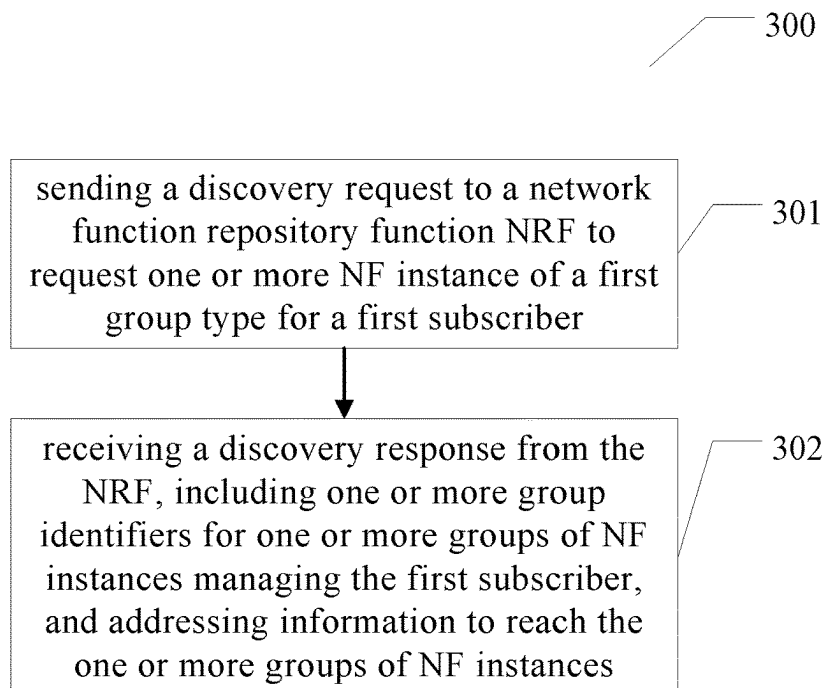 300
sending a discovery request to a network
function repository function NRF to
request one or more NF instance of a first
group type for a first subscriber
301
receiving a discovery response from the
NRF, including one or more group
identifiers for one or more groups of NF
instances managing the first subscriber,
and addressing information to reach the
one or more groups of NF instances
302